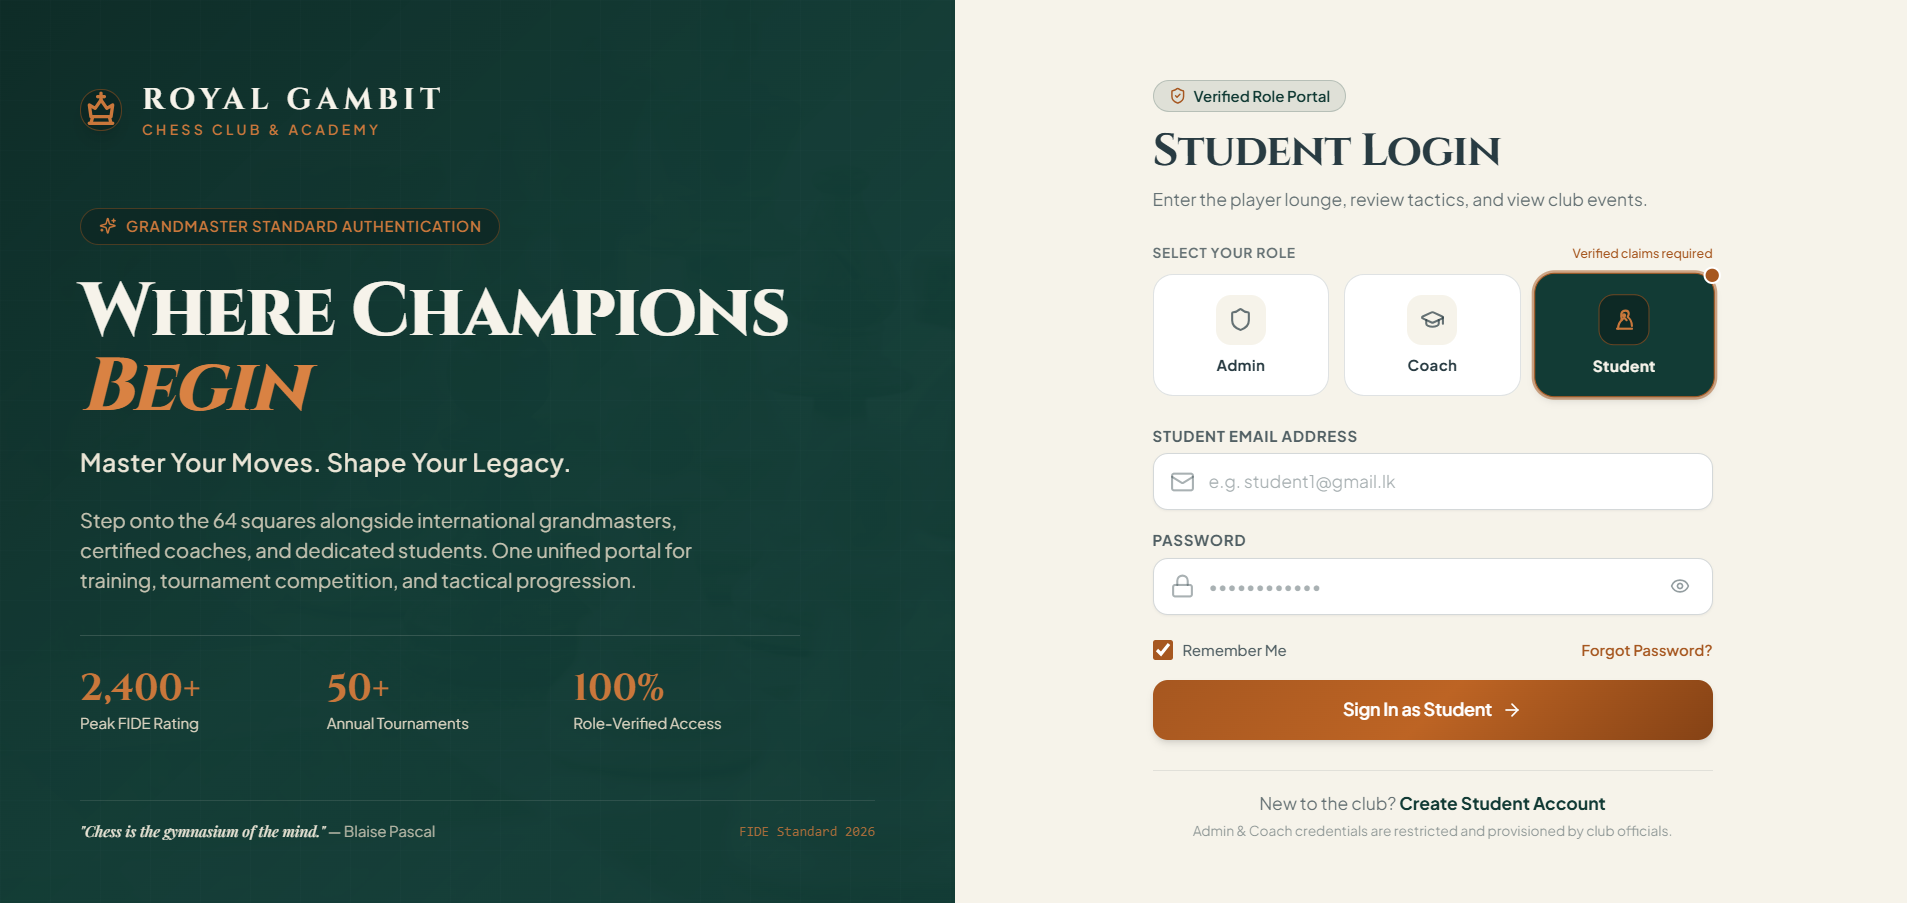 ROYAL GAMBIT
CHESS CLUB & ACADEMY
GRANDMASTER STANDARD AUTHENTICATION
WHERE CHAMPIONS
BEGIN
Master Your Moves. Shape Your Legacy.
Step onto the 64 squares alongside international grandmasters,
certified coaches, and dedicated students. One unified portal for
training, tournament competition, and tactical progression.
2,400+
Peak FIDE Rating
50+
Annual Tournaments
100%
Role-Verified Access
"Chess is the gymnasium of the mind." — Blaise Pascal
FIDE Standard 2026
Verified Role Portal
STUDENT LOGIN
Enter the player lounge, review tactics, and view club events.
SELECT YOUR ROLE
Verified claims required
Admin
Coach
Student
STUDENT EMAIL ADDRESS
e.g. student1@gmail.lk
PASSWORD
••••••••••••
Remember Me
Forgot Password?
Sign In as Student →
New to the club? Create Student Account
Admin & Coach credentials are restricted and provisioned by club officials.